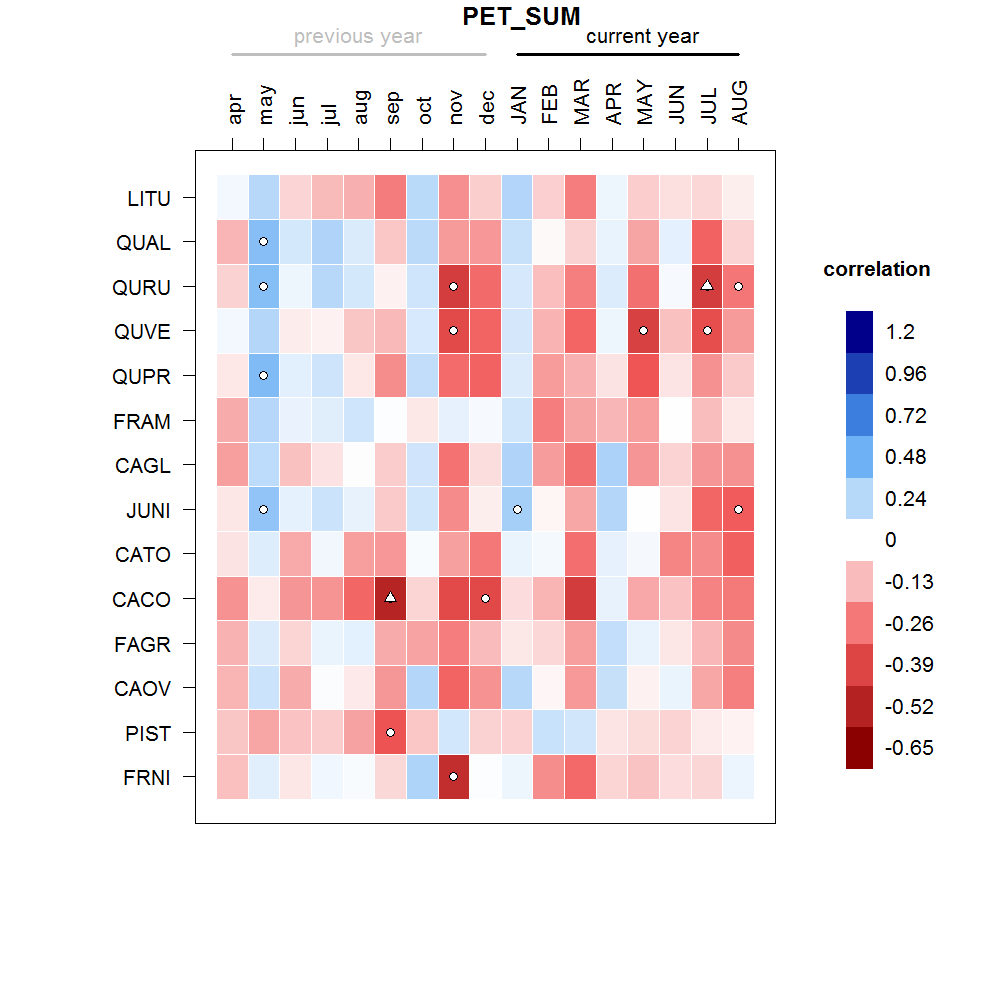 PET_SUM
previous year current year
apr may jun jul aug sep oct nov dec JAN FEB MAR APR MAY JUN JUL AUG
LITU
QUAL
QURU
QUVE
QUPR
FRAM
CAGL
JUNI
CATO
CACO
FAGR
CAOV
PIST
FRNI
correlation
1.2
0.96
0.72
0.48
0.24
0
-0.13
-0.26
-0.39
-0.52
-0.65